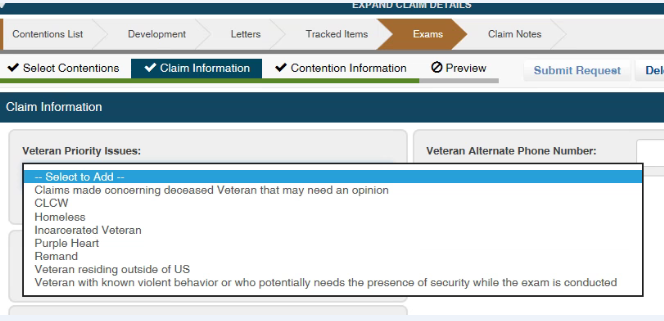 EXPAND CLAIM DETAILS
Contentions List Development Letters Tracked Items Exams Claim Notes
Select Contentions Claim Information Contention Information Preview Submit Request
Claim Information
Veteran Priority Issues: Veteran Alternate Phone Number:
-- Select to Add --
Claims made concerning deceased Veteran that may need an opinion
CLCW
Homeless
Incarcerated Veteran
Purple Heart
Remand
Veteran residing outside of US
Veteran with known violent behavior or who potentially needs the presence of security while the exam is conducted